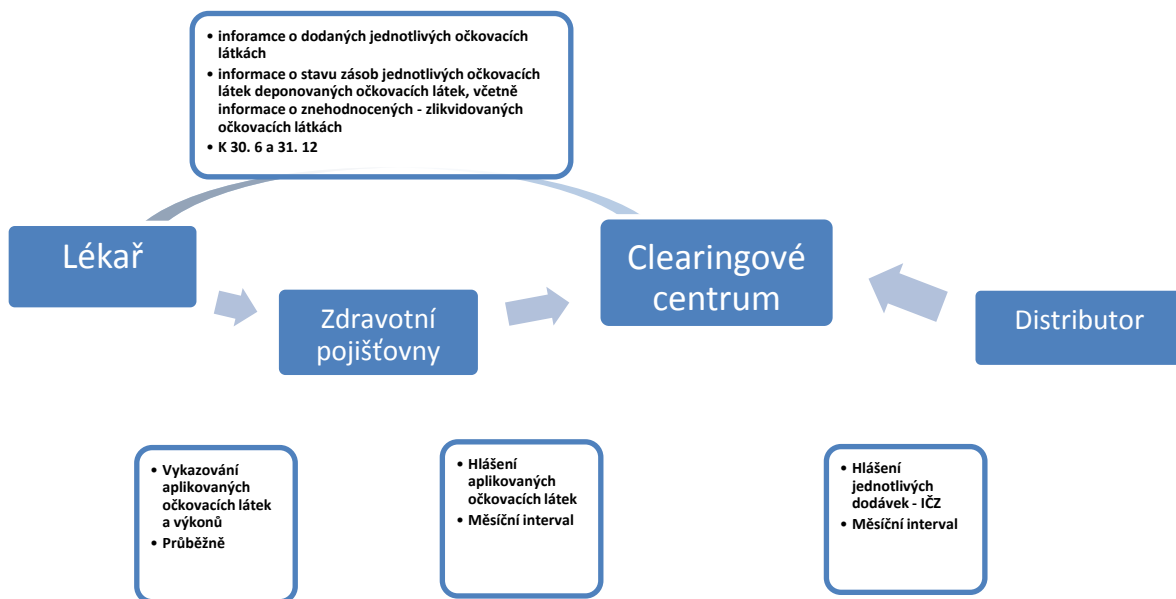 • inforamce o dodaných jednotlivých očkovacích
látkách
• informace o stavu zásob jednotlivých očkovacích
látek deponovaných očkovacích látek, včetně
informace o znehodnocených - zlikvidovaných
očkovacích látkách
• K 30. 6 a 31. 12
Lékař
Zdravotní
pojišťovny
Clearingové
centrum
Distributor
• Vykazování
aplikovaných
očkovacích látek
a výkonů
• Průběžně
• Hlášení
aplikovaných
očkovacích látek
• Měsíční interval
• Hlášení
jednotlivých
dodávek - IČZ
• Měsíční interval